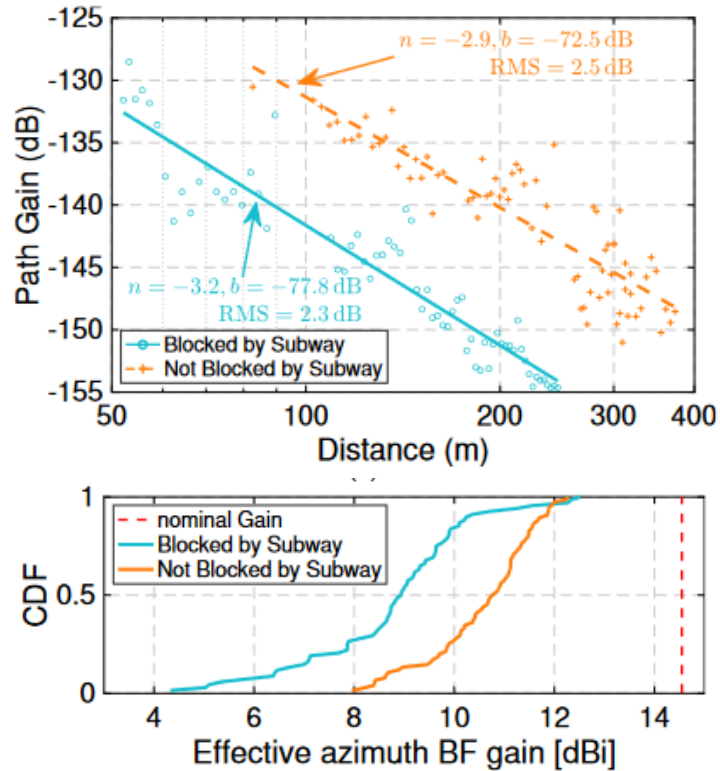 -125
-130
-135
-140
-145
-150
-155
Path Gain (dB)
n = −2.9, b = −72.5 dB
RMS = 2.5 dB
n = −3.2, b = −77.8 dB
RMS = 2.3 dB
Blocked by Subway
Not Blocked by Subway
50 100 200 300 400
Distance (m)
1
0.5
0
CDF
nominal Gain
Blocked by Subway
Not Blocked by Subway
4 6 8 10 12 14
Effective azimuth BF gain [dBi]